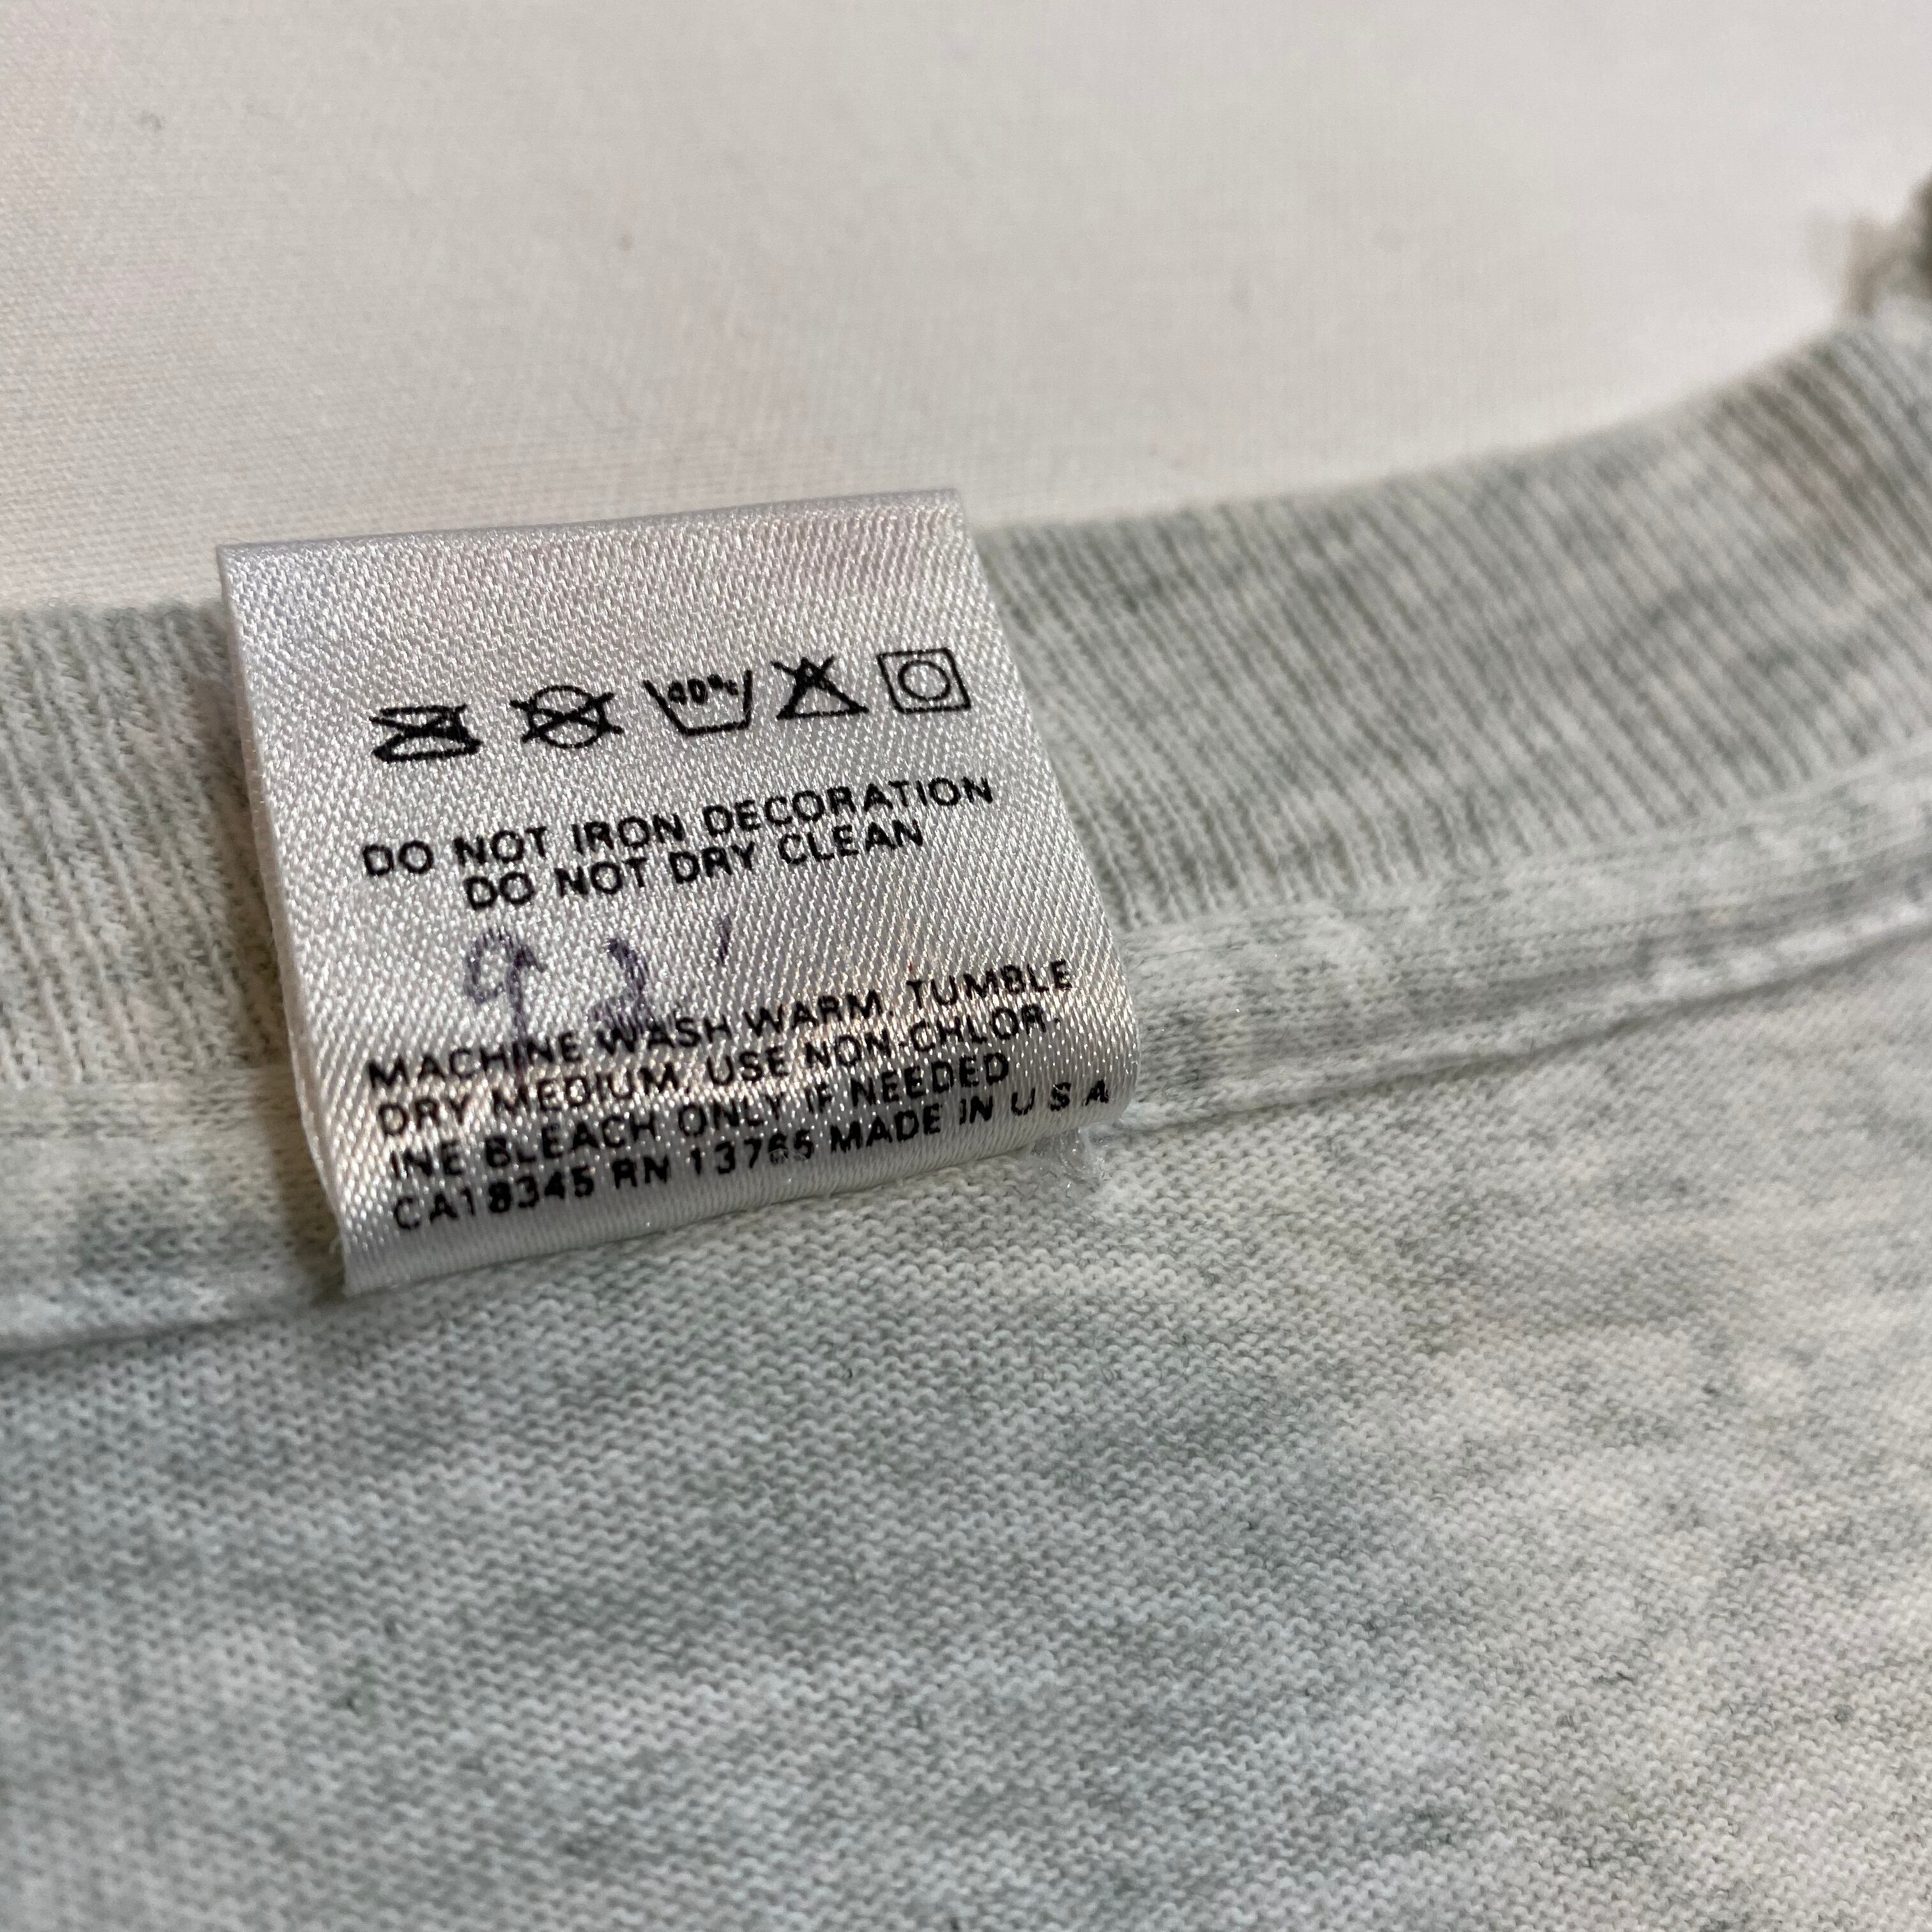 40°C
DO NOT IRON DECORATION
DO NOT DRY CLEAN
92'
MACHINE WASH WARM, TUMBLE
DRY MEDIUM, USE NON-CHLOR-
INE BLEACH ONLY IF NEEDED
CA18345 RN 13765 MADE IN U S A